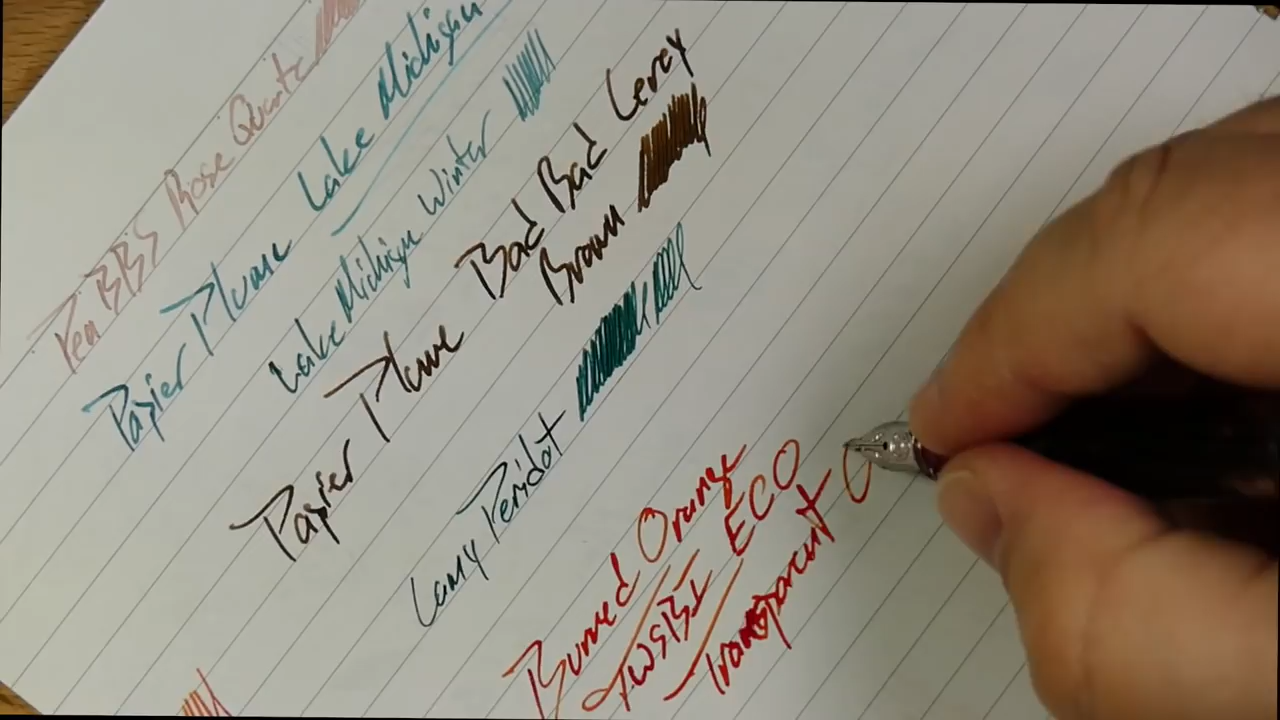 Pen BBS Rose Quartz
Papier Plume Lake Michigan
Lake Michigan Winter
Papier Plume Bad Bad Leroy
Brown
Lamy Peridot
Burned Orange
TWSBI ECO
Transparent O